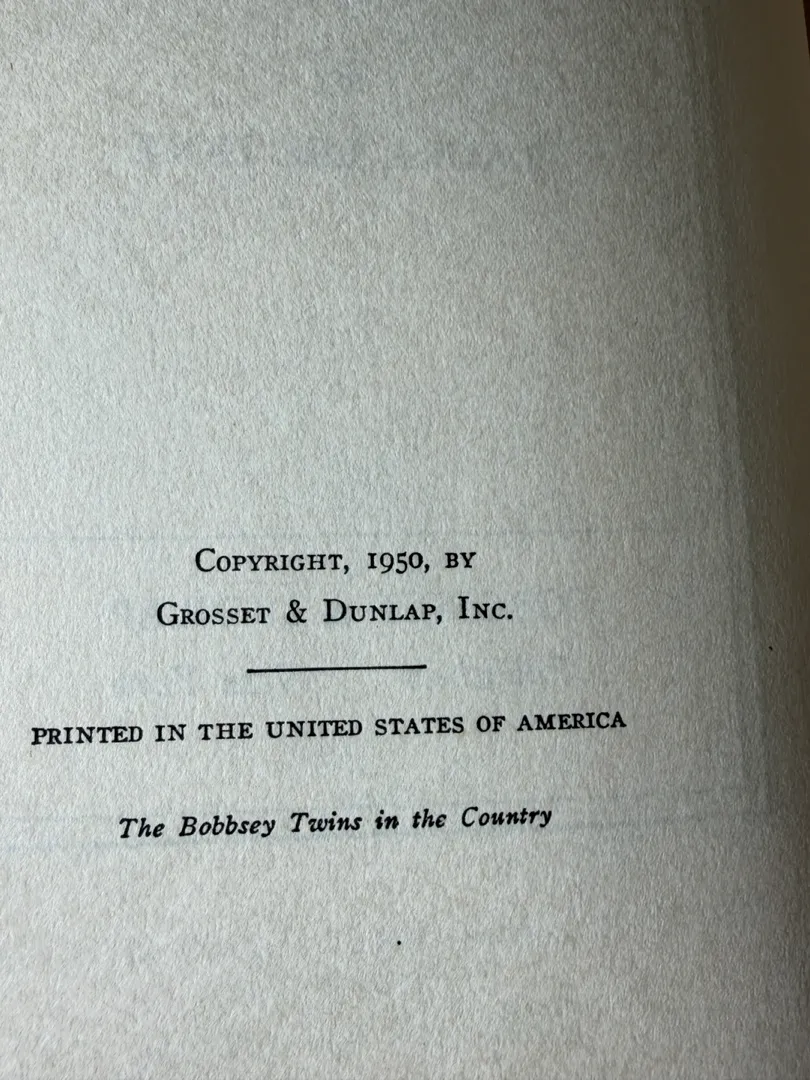 Copyright, 1950, by
Grosset & Dunlap, Inc.
PRINTED IN THE UNITED STATES OF AMERICA
The Bobbsey Twins in the Country